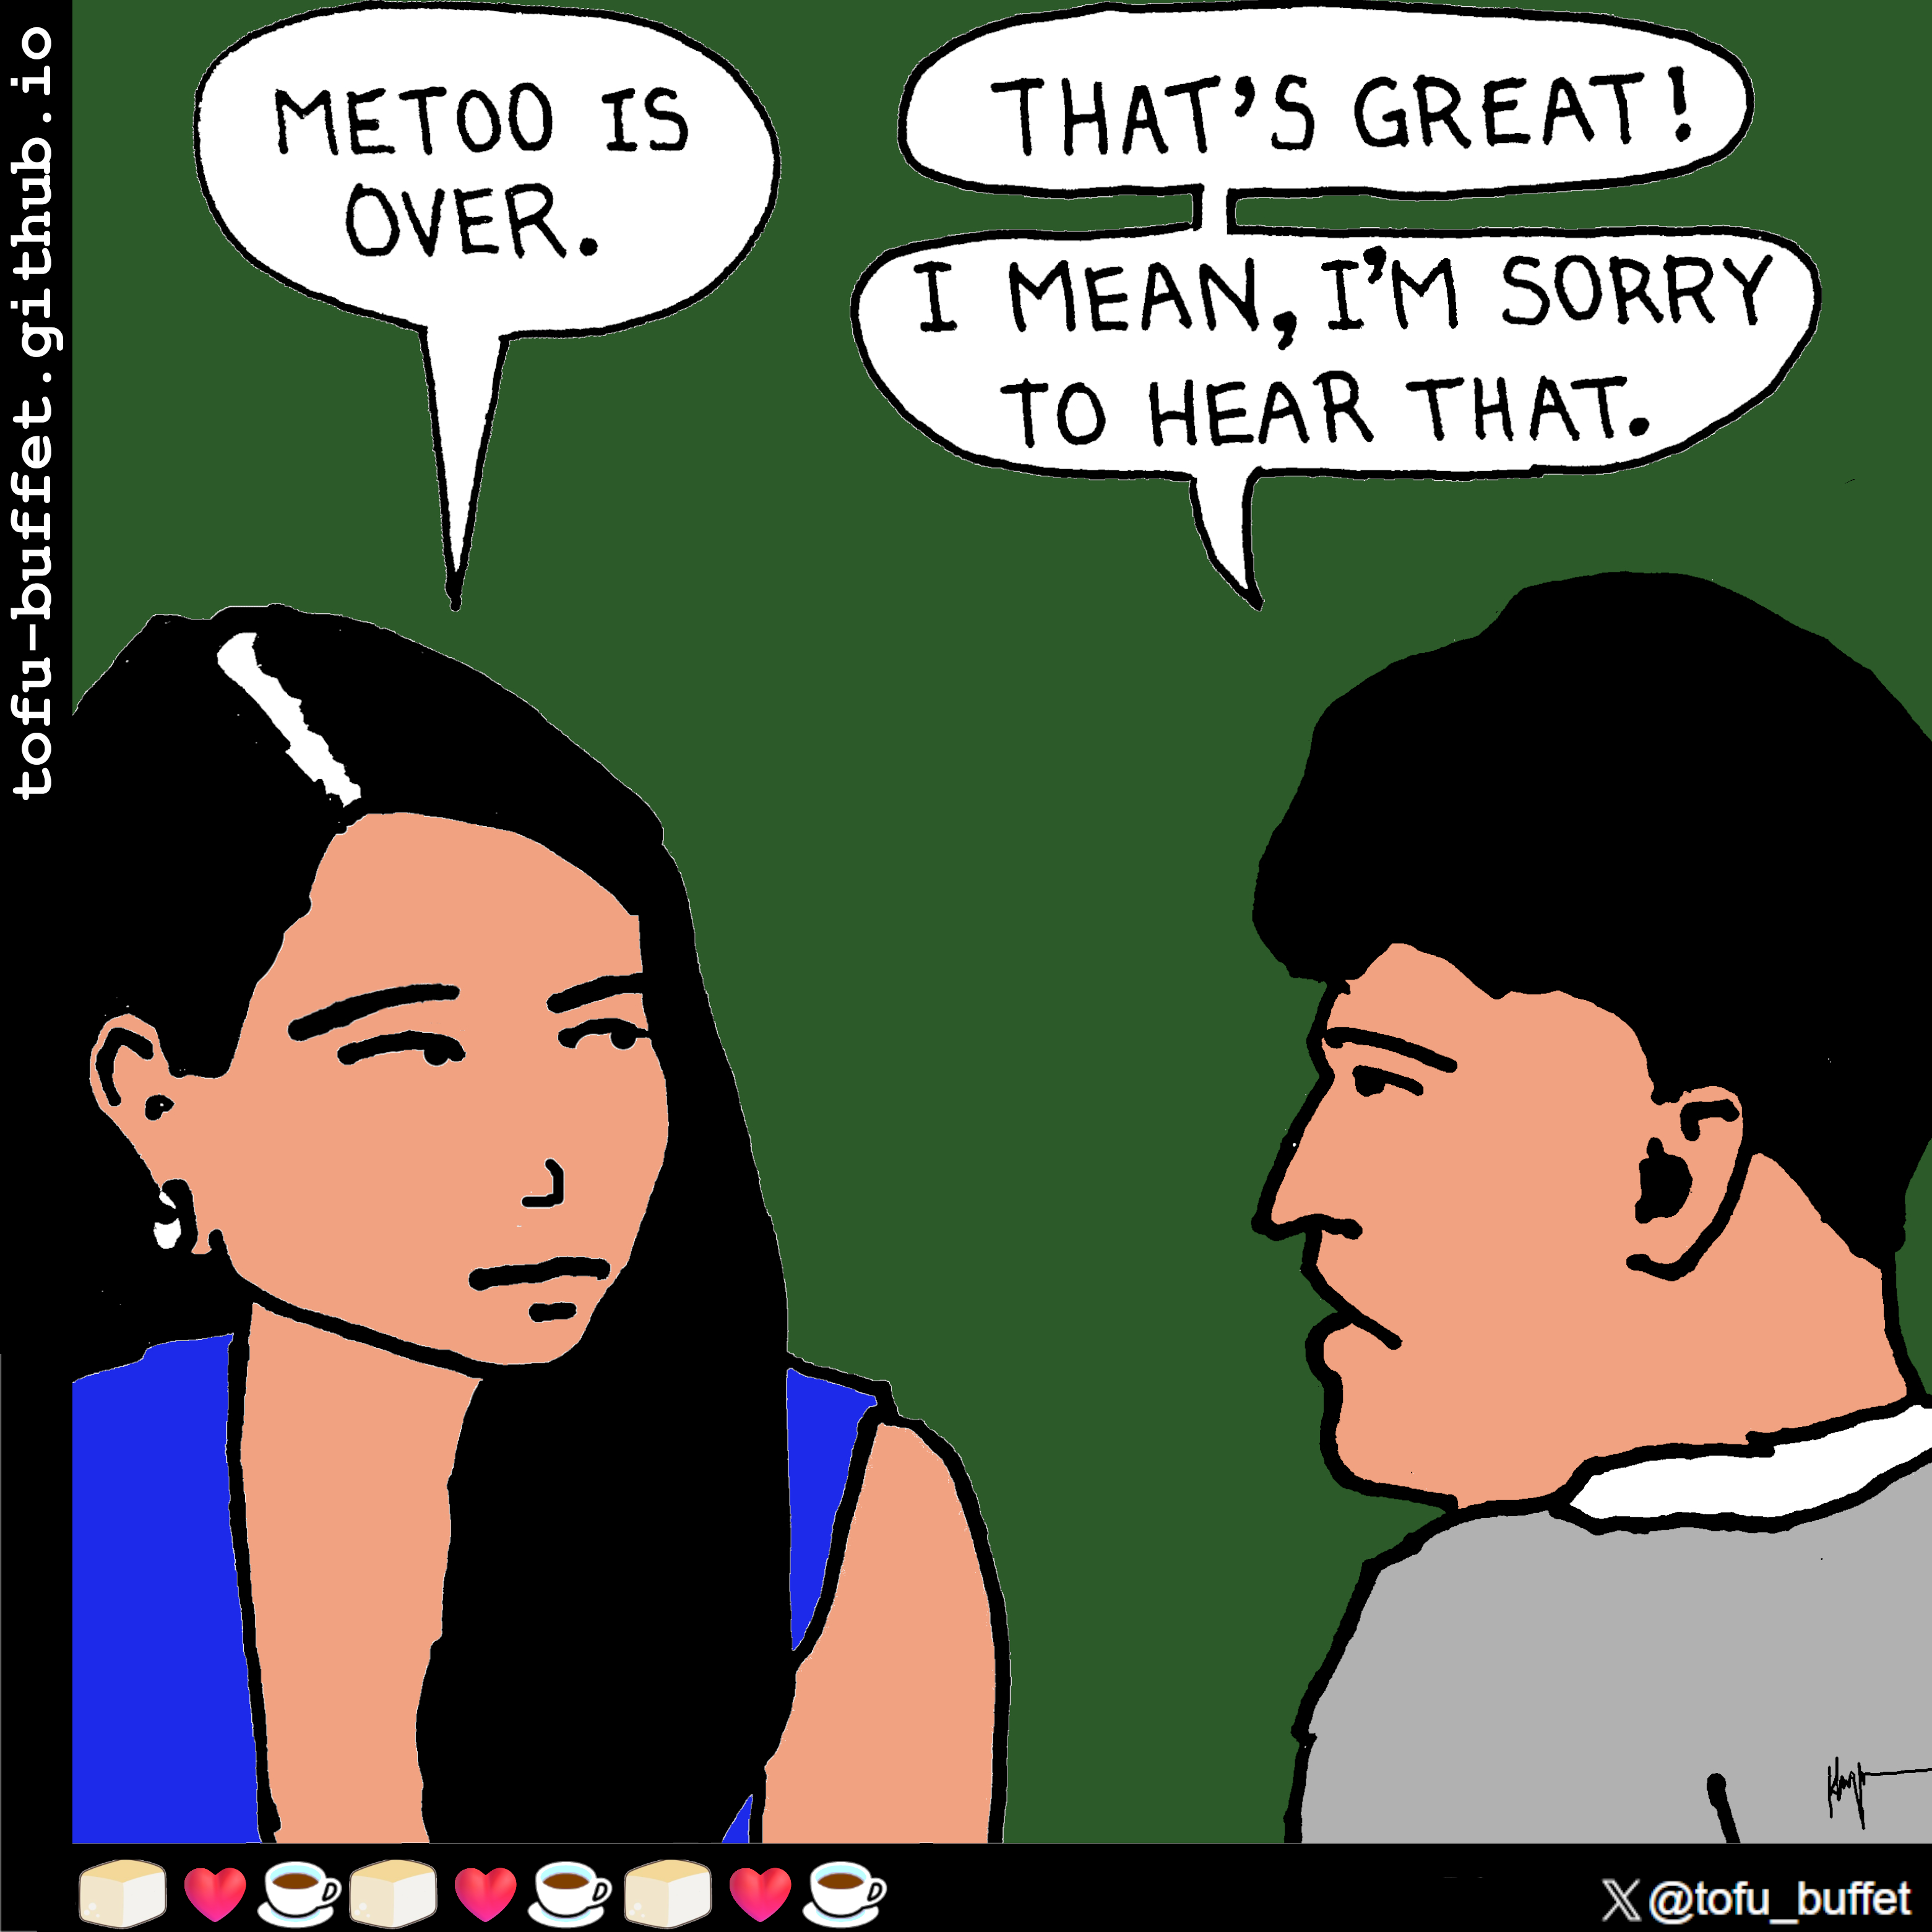 METOO IS
OVER.
THAT'S GREAT!
I MEAN, I'M SORRY
TO HEAR THAT.
tofu-buffet.github.io
𝕏 @tofu_buffet